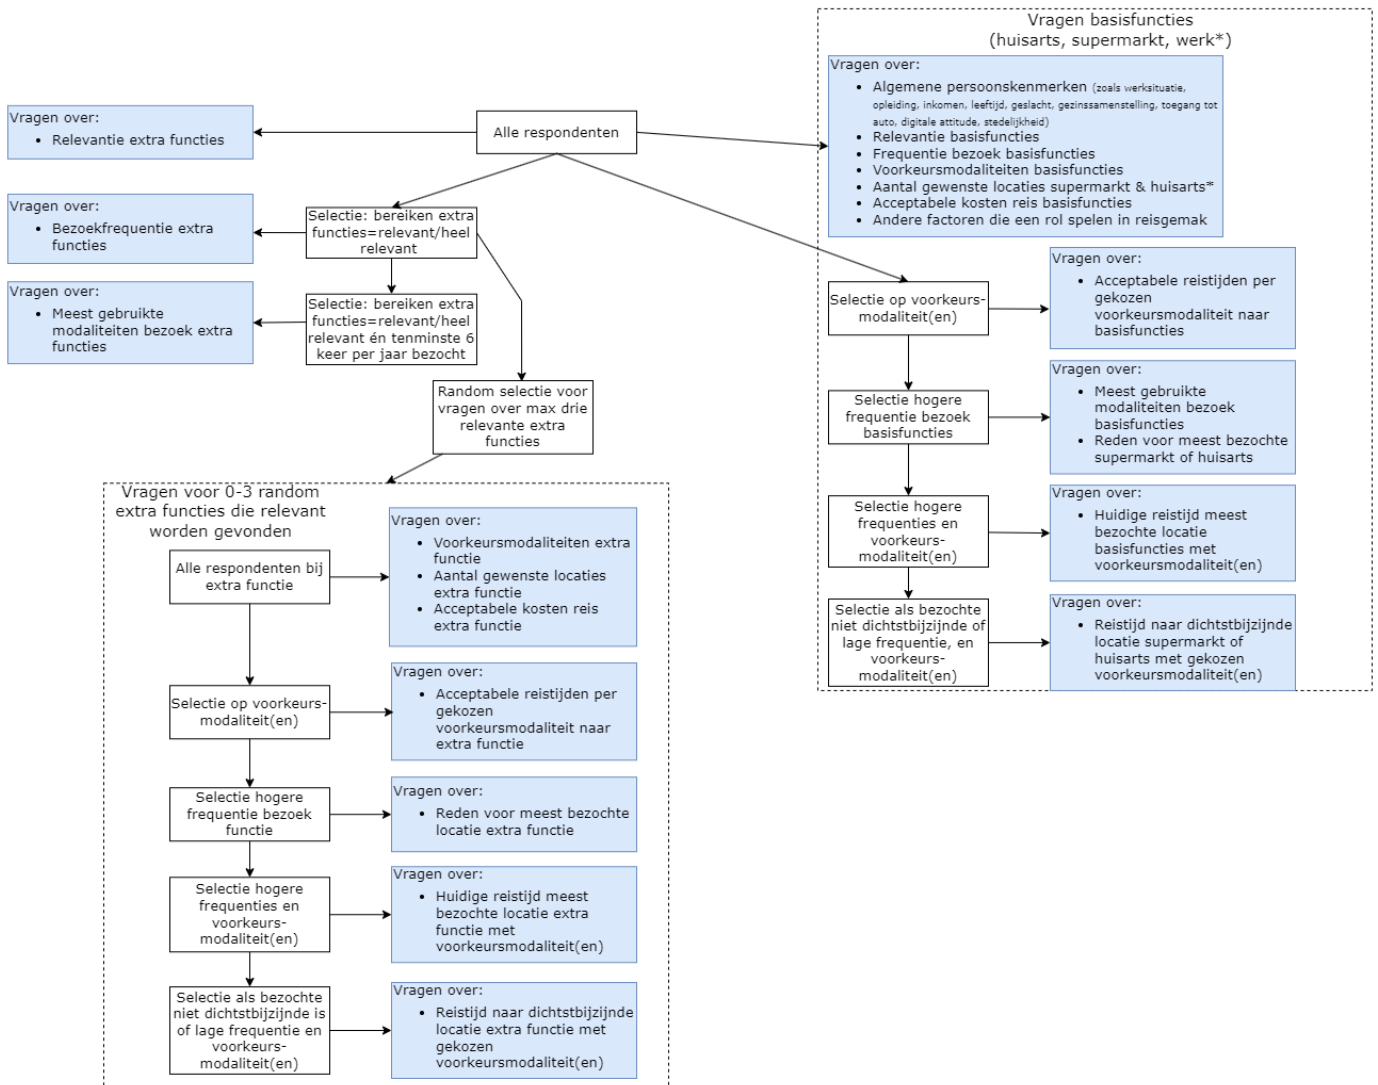 Vragen basisfuncties
(huisarts, supermarkt, werk*)
Vragen over:
Algemene persoonskenmerken (zoals werksituatie,
opleiding, inkomen, leeftijd, geslacht, gezinssamenstelling, toegang tot
auto, digitale attitude, stedelijkheid)
Relevantie basisfuncties
Frequentie bezoek basisfuncties
Voorkeursmodaliteiten basisfuncties
Aantal gewenste locaties supermarkt & huisarts*
Acceptabele kosten reis basisfuncties
Andere factoren die een rol spelen in reisgemak
Alle respondenten
Vragen over:
Relevantie extra functies
Vragen over:
Bezoekfrequentie extra
functies
Selectie: bereiken extra
functies=relevant/heel
relevant
Vragen over:
Meest gebruikte
modaliteiten bezoek extra
functies
Selectie: bereiken extra
functies=relevant/heel
relevant én tenminste 6
keer per jaar bezocht
Random selectie voor
vragen over max drie
relevante extra
functies
Selectie op voorkeurs-
modaliteit(en)
Vragen over:
Acceptabele reistijden per
gekozen
voorkeursmodaliteit naar
basisfuncties
Selectie hogere
frequentie bezoek
basisfuncties
Vragen over:
Meest gebruikte
modaliteiten bezoek
basisfuncties
Reden voor meest bezochte
supermarkt of huisarts
Selectie hogere
frequenties en
voorkeurs-
modaliteit(en)
Vragen over:
Huidige reistijd meest
bezochte locatie
basisfuncties met
voorkeursmodaliteit(en)
Selectie als bezochte
niet dichtstbijzijnde of
lage frequentie, en
voorkeurs-
modaliteit(en)
Vragen over:
Reistijd naar dichtstbijzijnde
locatie supermarkt of
huisarts met gekozen
voorkeursmodaliteit(en)
Vragen voor 0-3 random
extra functies die relevant
worden gevonden
Alle respondenten bij
extra functie
Vragen over:
Voorkeursmodaliteiten extra
functie
Aantal gewenste locaties
extra functie
Acceptabele kosten reis
extra functie
Selectie op voorkeurs-
modaliteit(en)
Vragen over:
Acceptabele reistijden per
gekozen
voorkeursmodaliteit naar
extra functie
Selectie hogere
frequentie bezoek
functie
Vragen over:
Reden voor meest bezochte
locatie extra functie
Selectie hogere
frequenties en
voorkeurs-
modaliteit(en)
Vragen over:
Huidige reistijd meest
bezochte locatie extra
functie met
voorkeursmodaliteit(en)
Selectie als bezochte
niet dichtstbijzijnde is
of lage frequentie en
voorkeurs-
modaliteit(en)
Vragen over:
Reistijd naar dichtstbijzijnde
locatie extra functie met
gekozen
voorkeursmodaliteit(en)